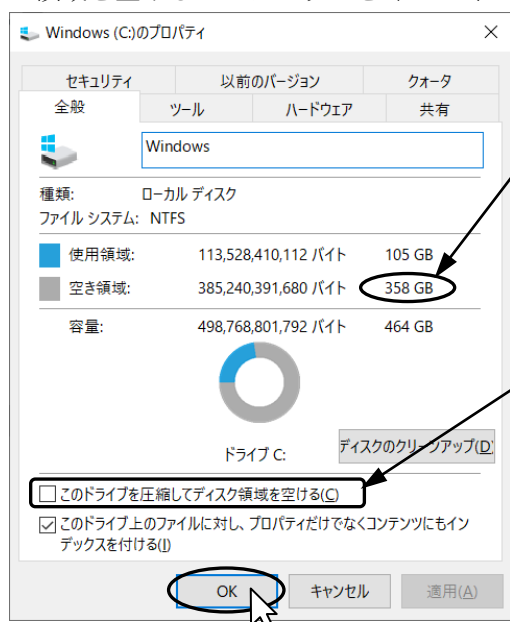 Windows (C:)のプロパティ
セキュリティ 以前のバージョン クォータ
全般 ツール ハードウェア 共有
Windows
種類: ローカル ディスク
ファイル システム: NTFS
使用領域: 113,528,410,112 バイト 105 GB
空き領域: 385,240,391,680 バイト 358 GB
容量: 498,768,801,792 バイト 464 GB
ドライブ C: ディスクのクリーンアップ(D)
このドライブを圧縮してディスク領域を空ける(C)
このドライブ上のファイルに対し、プロパティだけでなくコンテンツにもイン
デックスを付ける(I)
OK キャンセル 適用(A)